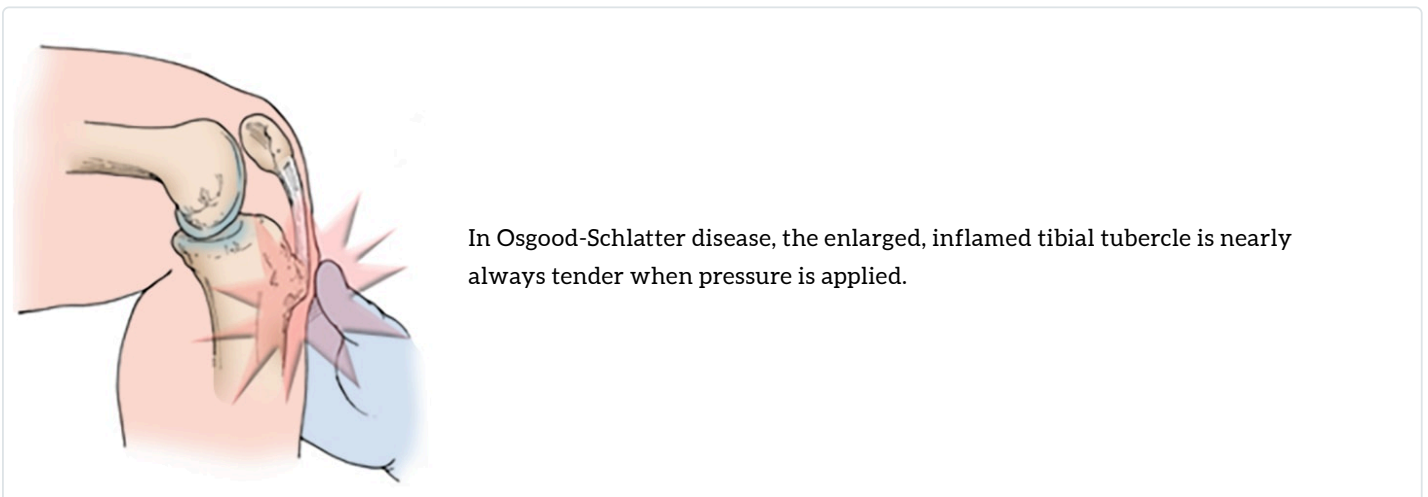 In Osgood-Schlatter disease, the enlarged, inflamed tibial tubercle is nearly
always tender when pressure is applied.